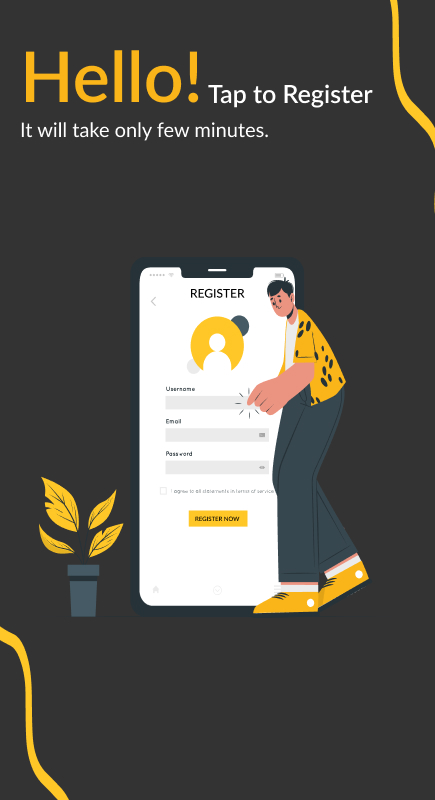 Hello! Tap to Register
It will take only few minutes.
REGISTER
Username
Email
Password
I agree to all statements in terms of service
REGISTER NOW